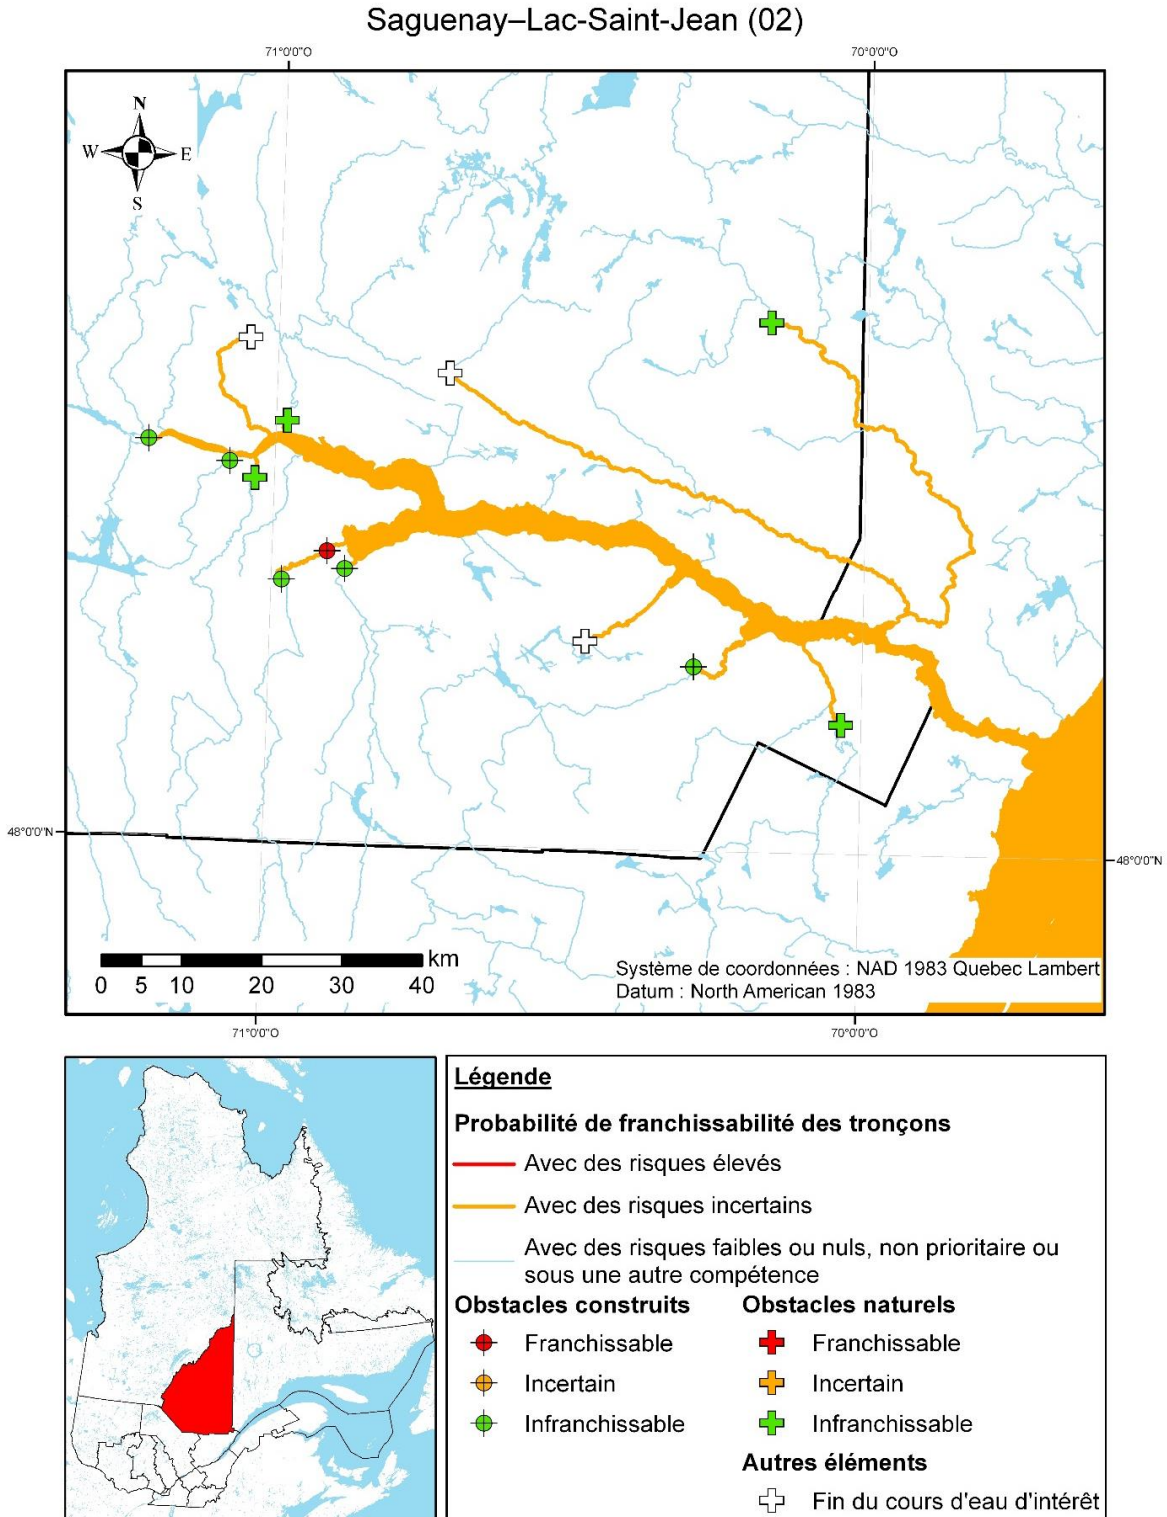 Saguenay–Lac-Saint-Jean (02)
71°0'0"O
70°0'0"O
N
W
E
S
48°0'0"N
48°0'0"N
km
0 5 10 20 30 40
Système de coordonnées : NAD 1983 Quebec Lambert
Datum : North American 1983
71°0'0"O
70°0'0"O
Légende
Probabilité de franchissabilité des tronçons
Avec des risques élevés
Avec des risques incertains
Avec des risques faibles ou nuls, non prioritaire ou
sous une autre compétence
Obstacles construits
Franchissable
Incertain
Infranchissable
Obstacles naturels
Franchissable
Incertain
Infranchissable
Autres éléments
Fin du cours d'eau d'intérêt